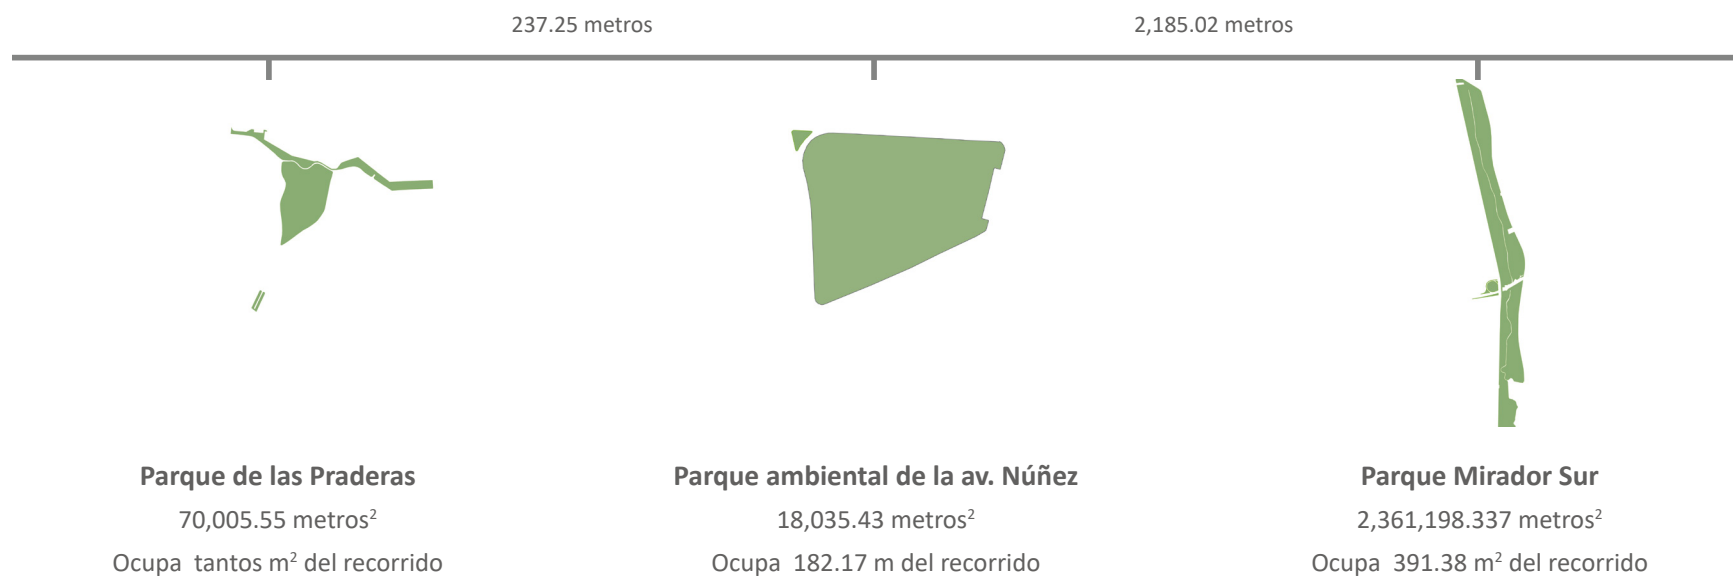 237.25 metros
2,185.02 metros
Parque de las Praderas
70,005.55 metros²
Ocupa  tantos m² del recorrido
Parque ambiental de la av. Núñez
18,035.43 metros²
Ocupa  182.17 m del recorrido
Parque Mirador Sur
2,361,198.337 metros²
Ocupa  391.38 m² del recorrido